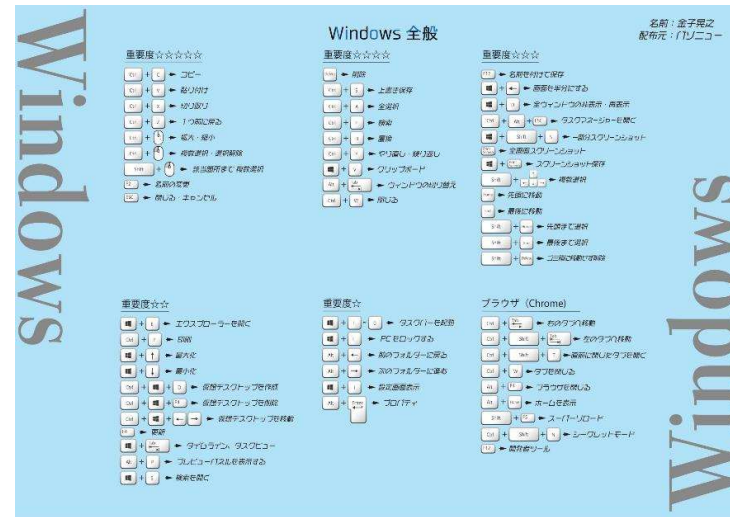 Windows
Windows 全般
名前：金子晃之
重要度☆☆☆☆☆
Ctrl + C コピー
Ctrl + V 貼り付け
Ctrl + X 切り取り
Ctrl + Z 1つ前に戻る
Ctrl + 拡大・縮小
Ctrl + 複数選択・選択解除
Shift + 該当箇所まで複数選択
F2 名前の変更
ESC 閉じる キャンセル
重要度☆☆☆☆
削除
Ctrl + S 上書き保存
Ctrl + A 全選択
Ctrl + 検索
Ctrl + 置換
Ctrl + やり直し・繰り返し
+ V クリップボード
Alt + Tab ウィンドウの切り替え
Ctrl + W 閉じる
重要度☆☆☆
F12 名前を付けて保存
+ ← 画面を半分にする
+ D 全ウィンドウの非表示・再表示
Ctrl + Alt + タスクマネージャーを開く
+ Shift + S 一部分スクリーンショット
全画面スクリーンショット
+ スクリーンショット保存
Shift + 複数選択
先頭に移動
最後に移動
Shift + 先頭まで選択
Shift + 最後まで選択
Shift + ゴミ箱に移動せず削除
重要度☆☆
+ E エクスプローラーを開く
Ctrl + P 印刷
+ ↑ 最大化
+ ↓ 最小化
Ctrl + + D 仮想デスクトップを作成
Ctrl + + F4 仮想デスクトップを削除
Ctrl + + ← → 仮想デスクトップを移動
F5 更新
+ Tab タイムライン、タスクビュー
Alt + P プレビューパネルを表示する
+ S 検索を開く
重要度☆
タスクバーを起動
+ L PCをロックする
Alt + ← 前のフォルダーに戻る
Alt + → 次のフォルダーに進む
+ I 設定画面表示
Alt + Enter プロパティ
ブラウザ（Chrome）
Ctrl + Tab 右のタブへ移動
Ctrl + Shift + Tab 左のタブへ移動
Ctrl + Shift + T 直前に閉じたタブを開く
Ctrl + W タブを閉じる
Alt + F4 ブラウザを閉じる
Alt + Home ホームを表示
Shift + F5 スーパーリロード
Ctrl + Shift + N シークレットモード
F12 開発者ツール
Windows